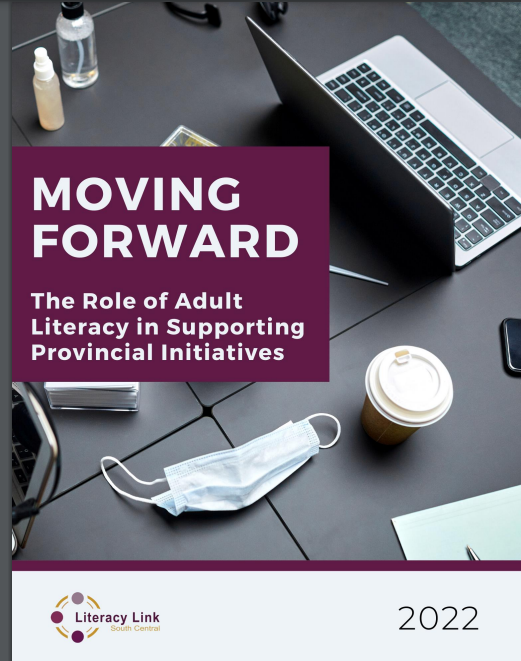 MOVING
FORWARD
The Role of Adult
Literacy in Supporting
Provincial Initiatives
Literacy Link
South Central
2022